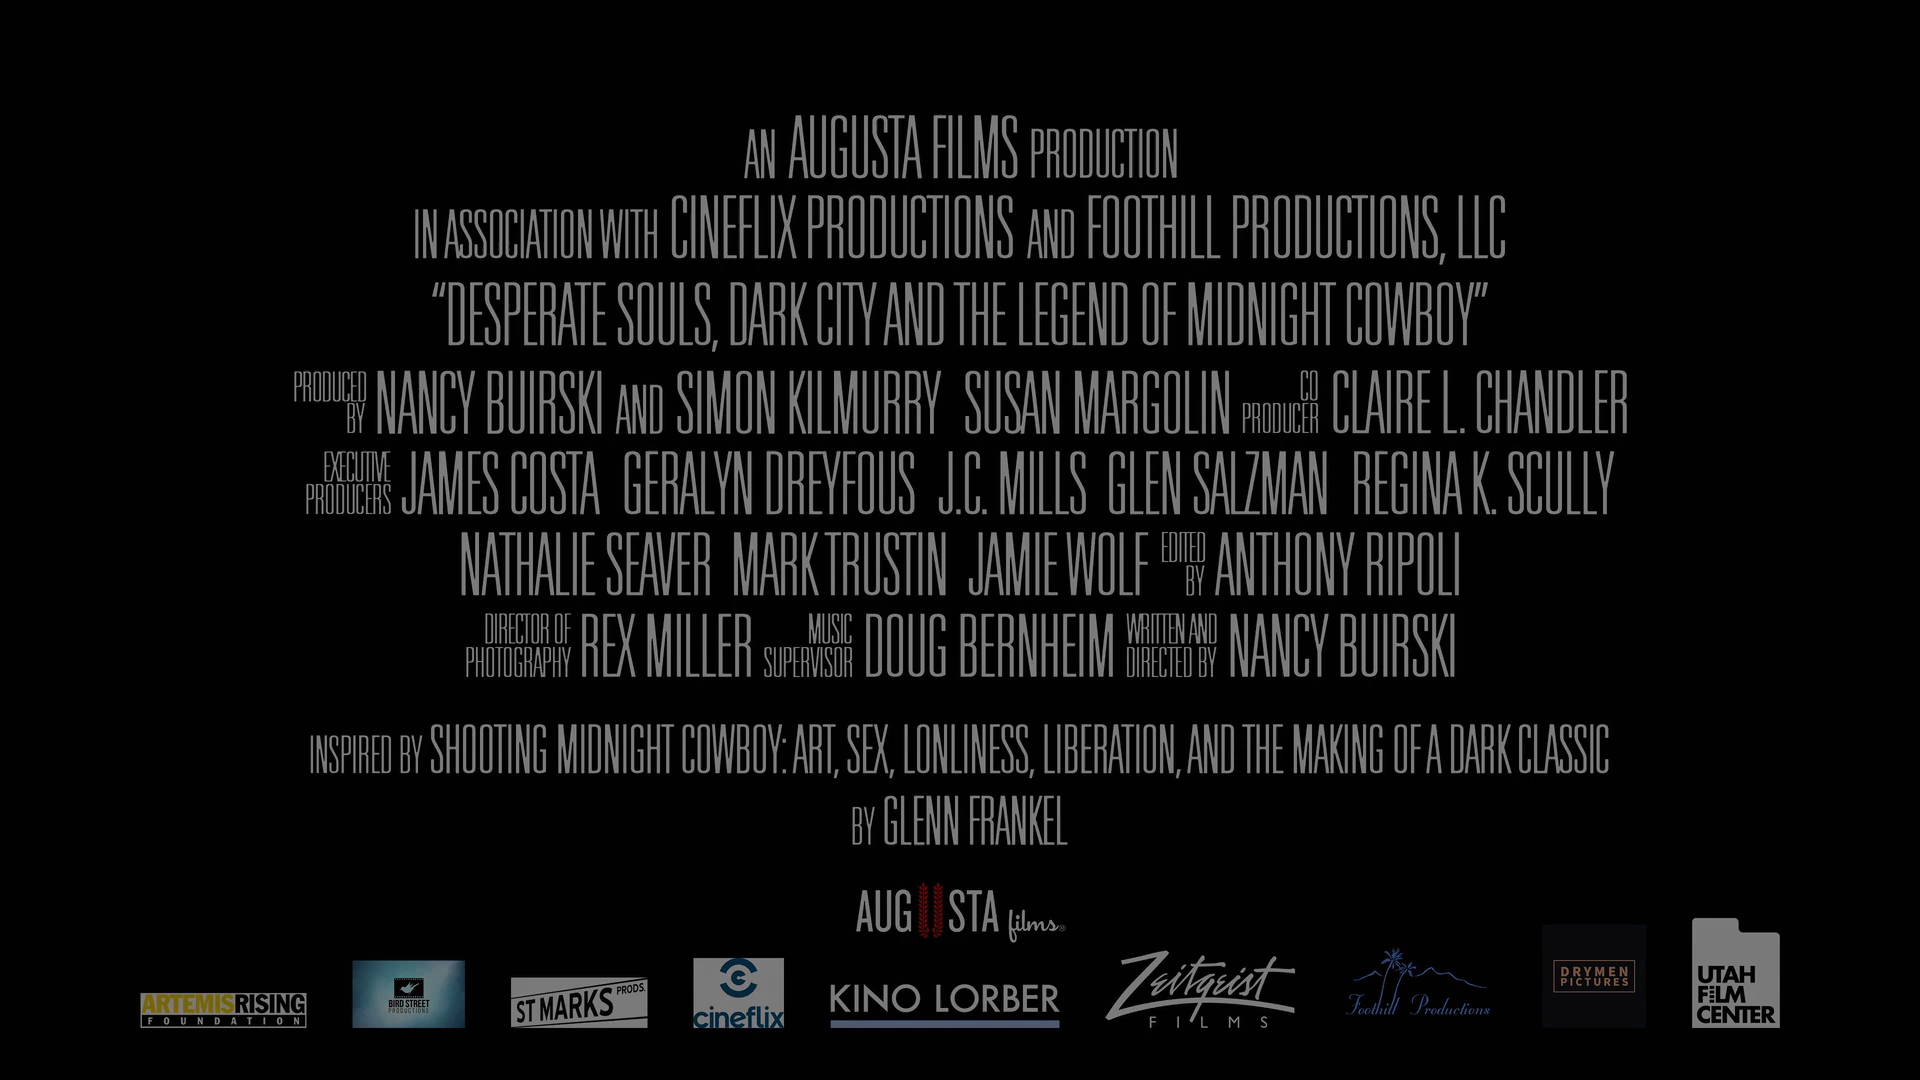 AN AUGUSTA FILMS PRODUCTION
IN ASSOCIATION WITH CINEFLIX PRODUCTIONS AND FOOTHILL PRODUCTIONS, LLC
“DESPERATE SOULS, DARK CITY AND THE LEGEND OF MIDNIGHT COWBOY”
PRODUCED BY NANCY BUIRSKI AND SIMON KILMURRY SUSAN MARGOLIN CO PRODUCER CLAIRE L. CHANDLER
EXECUTIVE PRODUCERS JAMES COSTA GERALYN DREYFOUS J.C. MILLS GLEN SALZMAN REGINA K. SCULLY
NATHALIE SEAVER MARK TRUSTIN JAMIE WOLF EDITED BY ANTHONY RIPOLI
DIRECTOR OF PHOTOGRAPHY REX MILLER MUSIC SUPERVISOR DOUG BERNHEIM WRITTEN AND DIRECTED BY NANCY BUIRSKI
INSPIRED BY SHOOTING MIDNIGHT COWBOY: ART, SEX, LONLINESS, LIBERATION, AND THE MAKING OF A DARK CLASSIC
BY GLENN FRANKEL
AUGUSTA films®
ARTEMIS RISING
FOUNDATION
BIRD STREET
PRODUCTIONS
ST MARKS PRODS.
cineflix
KINO LORBER
Zeitgeist
FILMS
Foothill Productions
DRYMEN
PICTURES
UTAH
FILM
CENTER